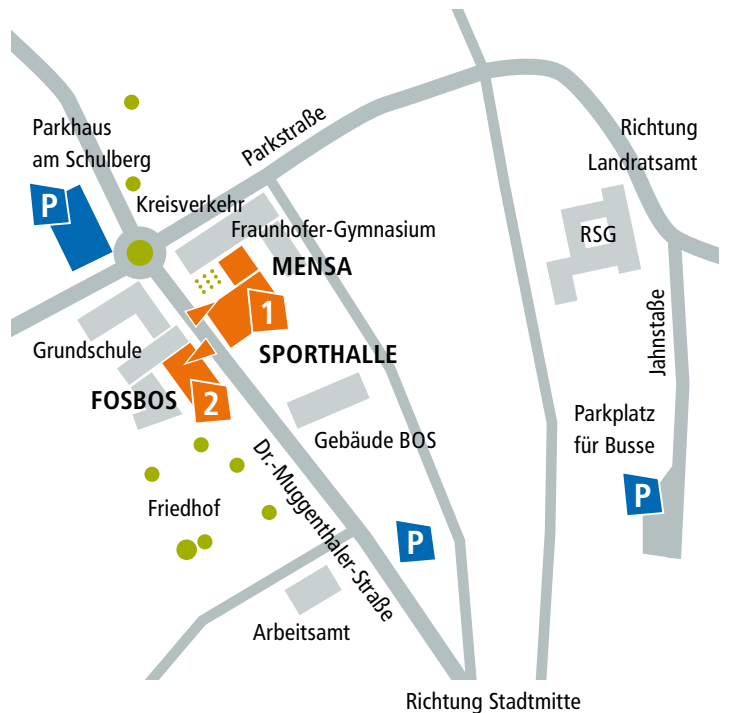 Parkstraße
Parkhaus
am Schulberg
Richtung
Landratsamt
P
Kreisverkehr
Fraunhofer-Gymnasium
RSG
MENSA
1
Jahnstaße
Grundschule
SPORTHALLE
FOSBOS
2
Gebäude BOS
Parkplatz
für Busse
Dr.-Muggenthaler-Straße
P
Friedhof
P
Arbeitsamt
Richtung Stadtmitte